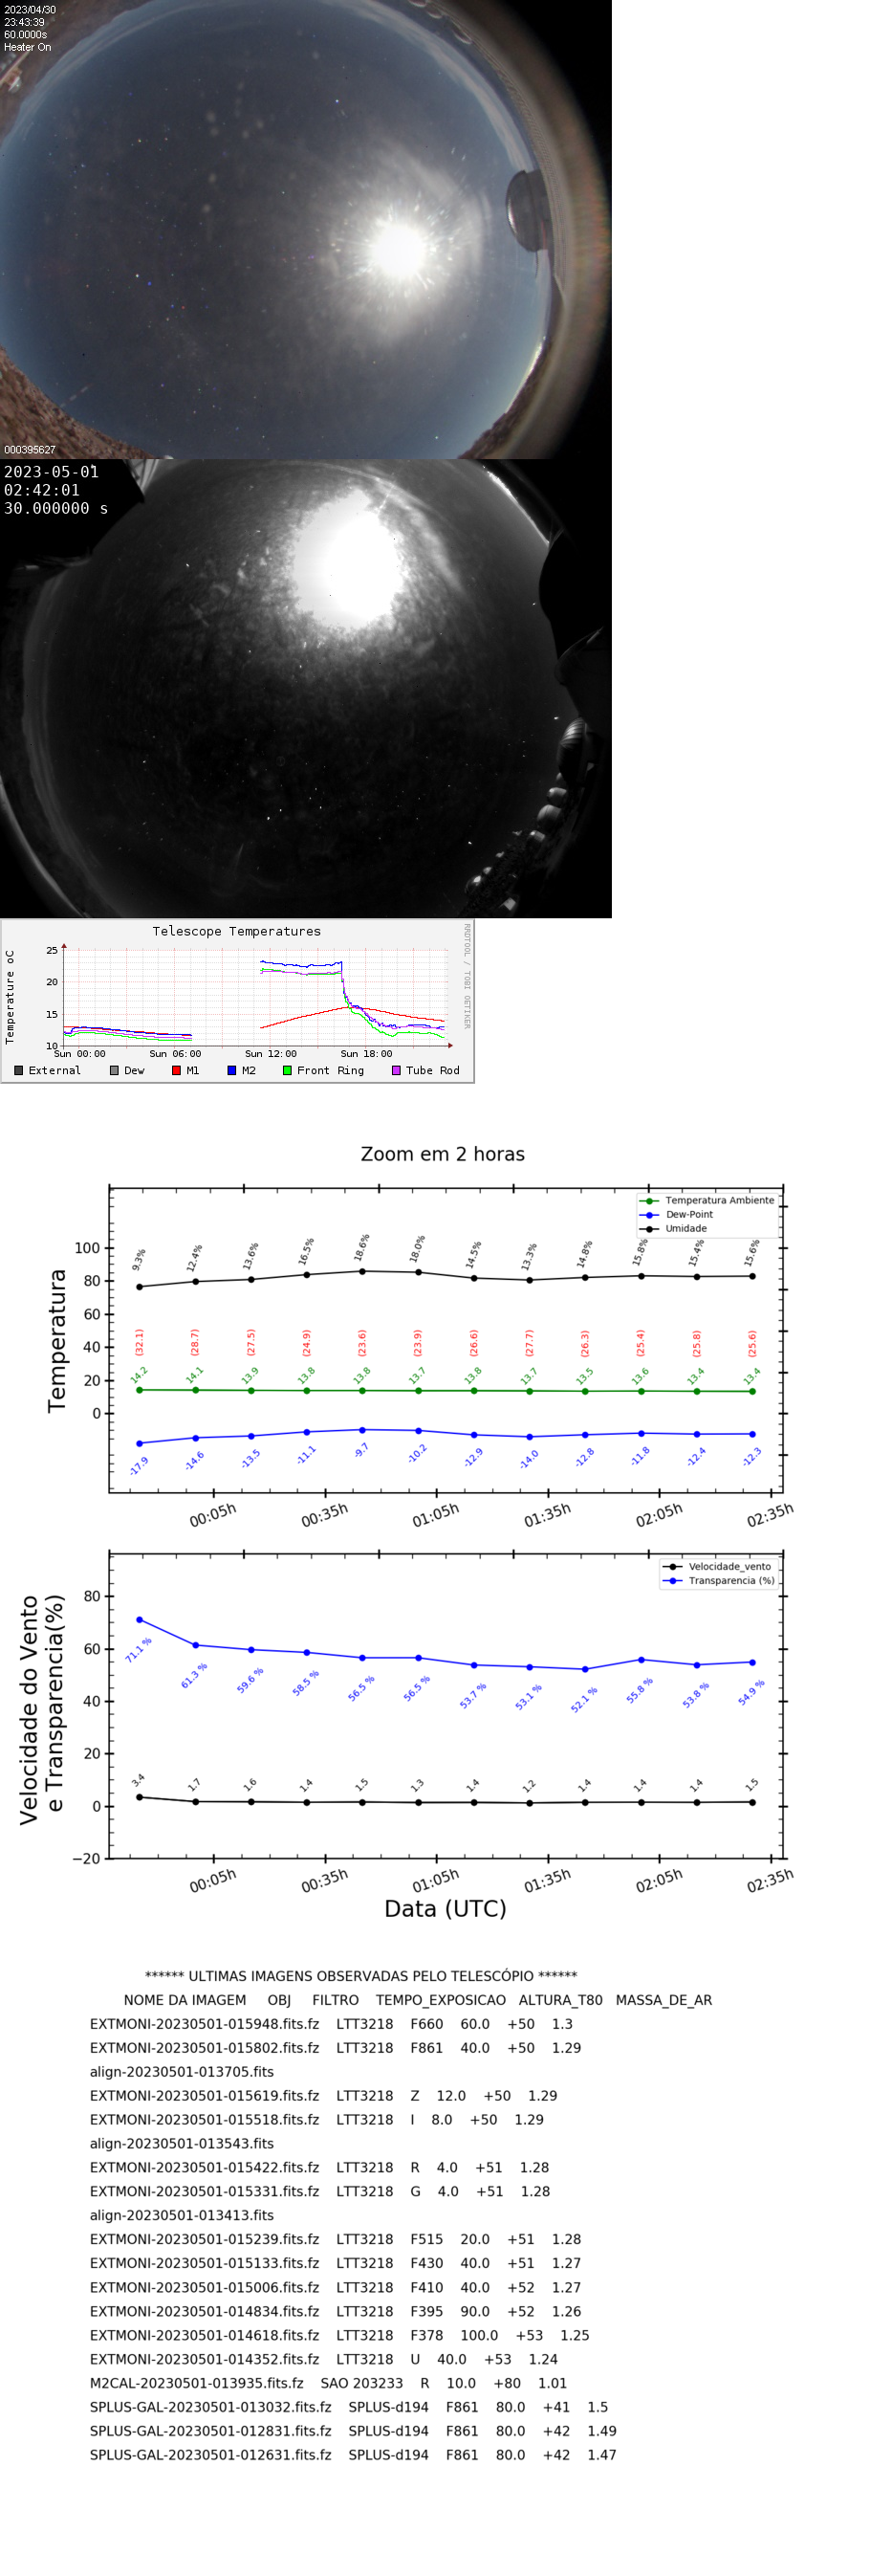 2023/04/30
23:43:39
60.0000s
Heater On
000395627
2023-05-01
02:42:01
30.000000 s
Telescope Temperatures
Temperature oC
RRDTOOL / TOBI OETIKER
25
20
15
10
Sun 00:00 Sun 06:00 Sun 12:00 Sun 18:00
External Dew M1 M2 Front Ring Tube Rod
Zoom em 2 horas
Temperatura Ambiente
Dew-Point
Umidade
Temperatura
100
80
60
40
20
0
9.3% 12.4% 13.6% 16.5% 18.6% 18.0% 14.5% 13.3% 14.8% 15.8% 15.4% 15.6%
(32.1) (28.7) (27.5) (24.9) (23.6) (23.9) (26.6) (27.7) (26.3) (25.4) (25.8) (25.6)
14.2 14.1 13.9 13.8 13.8 13.7 13.8 13.7 13.5 13.6 13.4 13.4
-17.9 -14.6 -13.5 -11.1 -9.7 -10.2 -12.9 -14.0 -12.8 -11.8 -12.4 -12.3
00:05h 00:35h 01:05h 01:35h 02:05h 02:35h
Velocidade_vento
Transparencia (%)
Velocidade do Vento
e Transparencia(%)
80
60
40
20
0
−20
71.1 % 61.3 % 59.6 % 58.5 % 56.5 % 56.5 % 53.7 % 53.1 % 52.1 % 55.8 % 53.8 % 54.9 %
3.4 1.7 1.6 1.4 1.5 1.3 1.4 1.2 1.4 1.4 1.4 1.5
00:05h 00:35h 01:05h 01:35h 02:05h 02:35h
Data (UTC)
****** ULTIMAS IMAGENS OBSERVADAS PELO TELESCÓPIO ******
NOME DA IMAGEM OBJ FILTRO TEMPO_EXPOSICAO ALTURA_T80 MASSA_DE_AR
EXTMONI-20230501-015948.fits.fz LTT3218 F660 60.0 +50 1.3
EXTMONI-20230501-015802.fits.fz LTT3218 F861 40.0 +50 1.29
align-20230501-013705.fits
EXTMONI-20230501-015619.fits.fz LTT3218 Z 12.0 +50 1.29
EXTMONI-20230501-015518.fits.fz LTT3218 I 8.0 +50 1.29
align-20230501-013543.fits
EXTMONI-20230501-015422.fits.fz LTT3218 R 4.0 +51 1.28
EXTMONI-20230501-015331.fits.fz LTT3218 G 4.0 +51 1.28
align-20230501-013413.fits
EXTMONI-20230501-015239.fits.fz LTT3218 F515 20.0 +51 1.28
EXTMONI-20230501-015133.fits.fz LTT3218 F430 40.0 +51 1.27
EXTMONI-20230501-015006.fits.fz LTT3218 F410 40.0 +52 1.27
EXTMONI-20230501-014834.fits.fz LTT3218 F395 90.0 +52 1.26
EXTMONI-20230501-014618.fits.fz LTT3218 F378 100.0 +53 1.25
EXTMONI-20230501-014352.fits.fz LTT3218 U 40.0 +53 1.24
M2CAL-20230501-013935.fits.fz SAO 203233 R 10.0 +80 1.01
SPLUS-GAL-20230501-013032.fits.fz SPLUS-d194 F861 80.0 +41 1.5
SPLUS-GAL-20230501-012831.fits.fz SPLUS-d194 F861 80.0 +42 1.49
SPLUS-GAL-20230501-012631.fits.fz SPLUS-d194 F861 80.0 +42 1.47